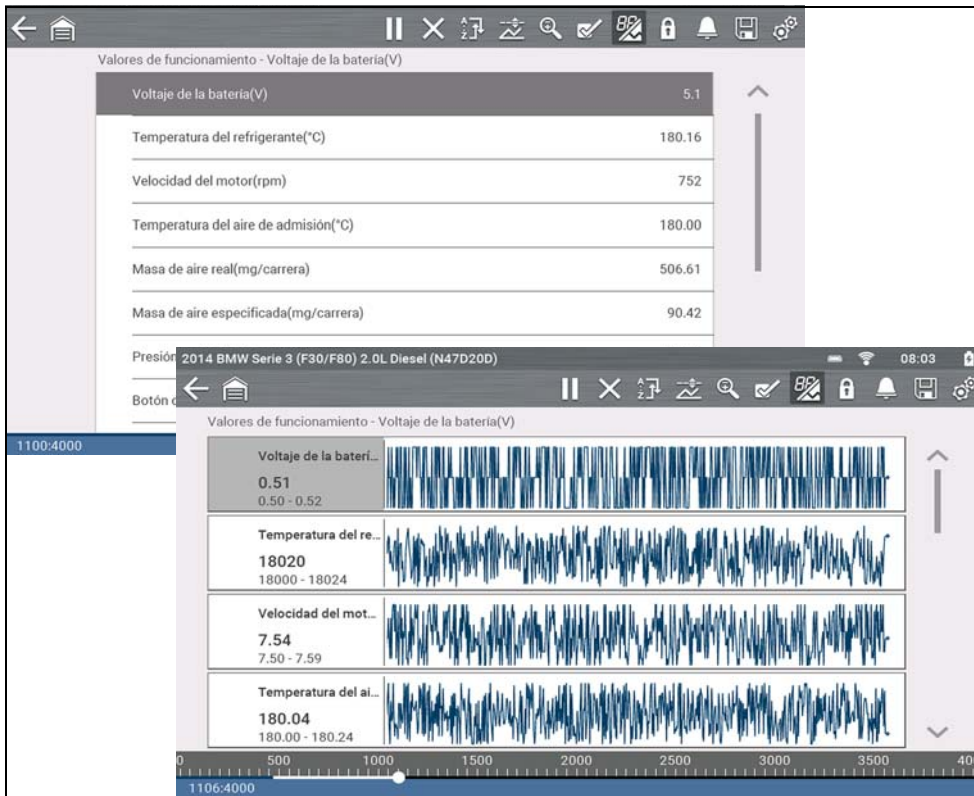 Valores de funcionamiento - Voltaje de la batería(V)
Voltaje de la batería(V) 5.1
Temperatura del refrigerante(°C) 180.16
Velocidad del motor(rpm) 752
Temperatura del aire de admisión(°C) 180.00
Masa de aire real(mg/carrera) 506.61
Masa de aire especificada(mg/carrera) 90.42
Presión
Botón
1100:4000
2014 BMW Serie 3 (F30/F80) 2.0L Diesel (N47D20D) 08:03
Valores de funcionamiento - Voltaje de la batería(V)
Voltaje de la baterí...
0.51
0.50 - 0.52
Temperatura del re...
18020
18000 - 18024
Velocidad del mot...
7.54
7.50 - 7.59
Temperatura del ai...
180.04
180.00 - 180.24
0 500 1000 1500 2000 2500 3000 3500 40
1106:4000